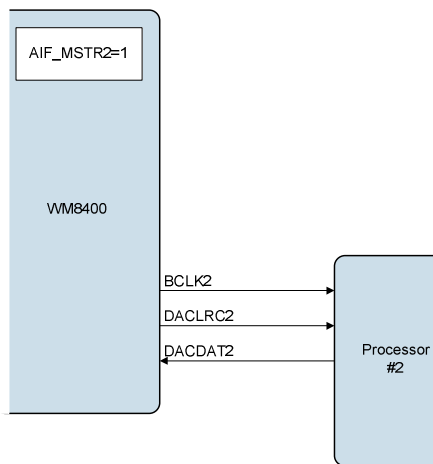 AIF_MSTR2=1
WM8400
BCLK2
DACLRC2
DACDAT2
Processor
#2